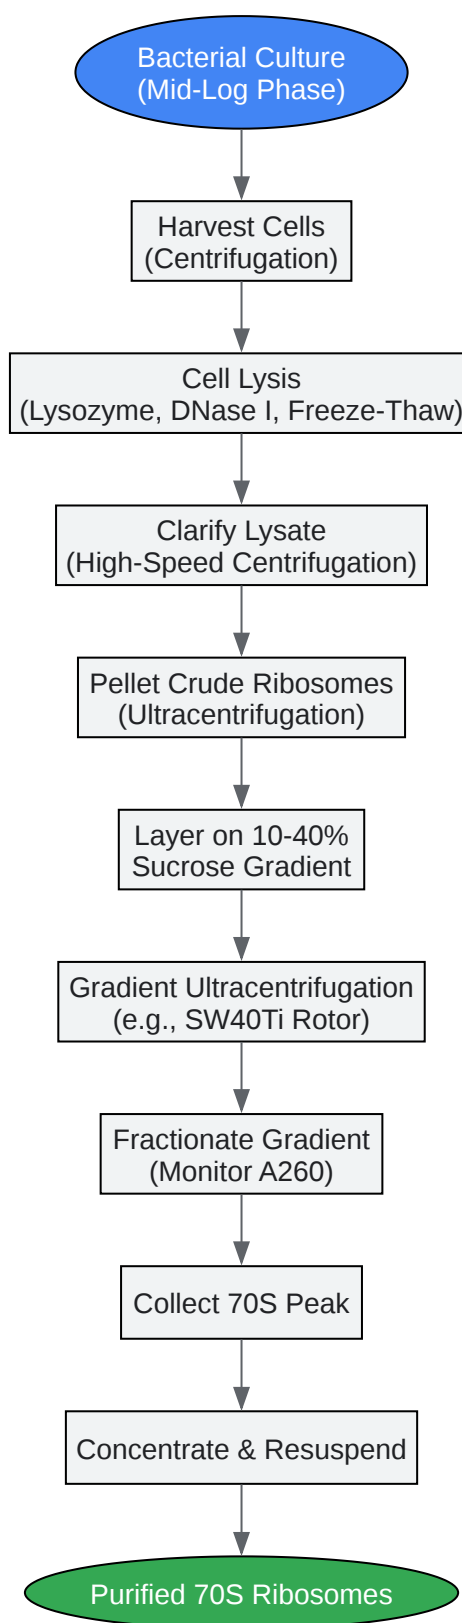 Bacterial Culture
(Mid-Log Phase)
Harvest Cells
(Centrifugation)
Cell Lysis
(Lysozyme, DNase I, Freeze-Thaw)
Clarify Lysate
(High-Speed Centrifugation)
Pellet Crude Ribosomes
(Ultracentrifugation)
Layer on 10-40%
Sucrose Gradient
Gradient Ultracentrifugation
(e.g., SW40Ti Rotor)
Fractionate Gradient
(Monitor A260)
Collect 70S Peak
Concentrate & Resuspend
Purified 70S Ribosomes